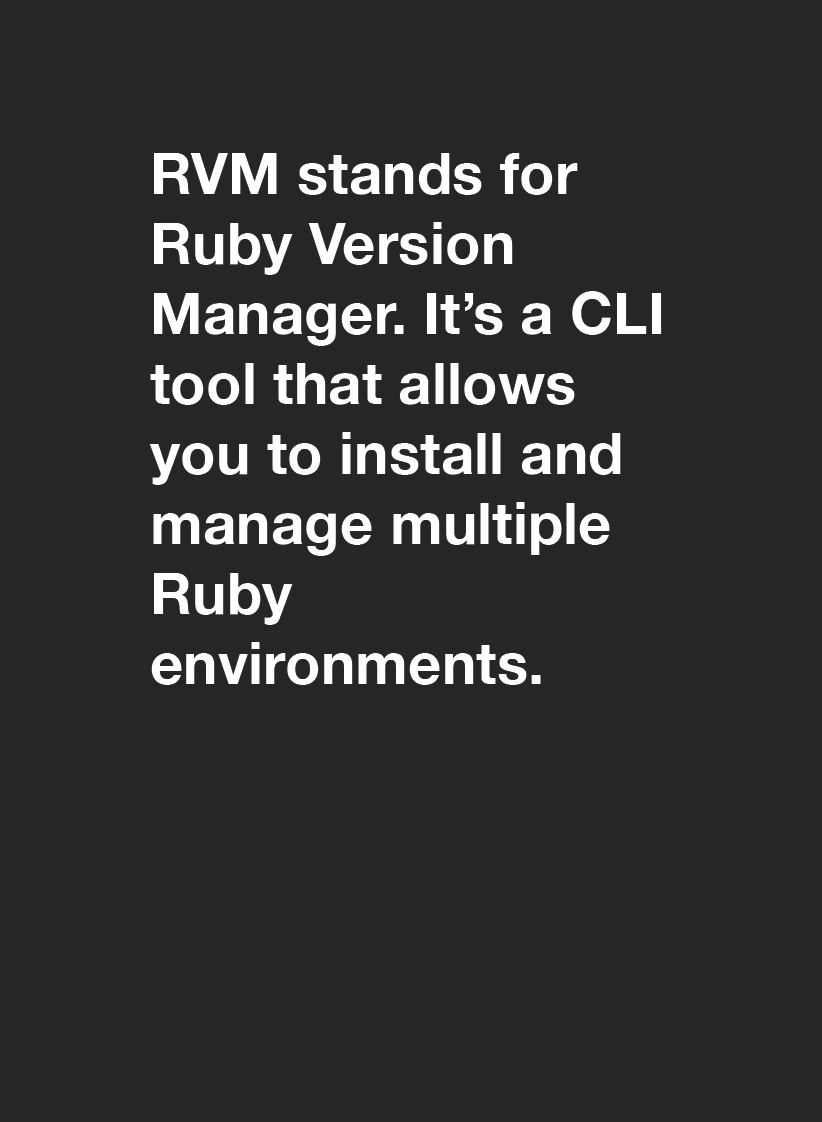 RVM stands for
Ruby Version
Manager. It’s a CLI
tool that allows
you to install and
manage multiple
Ruby
environments.